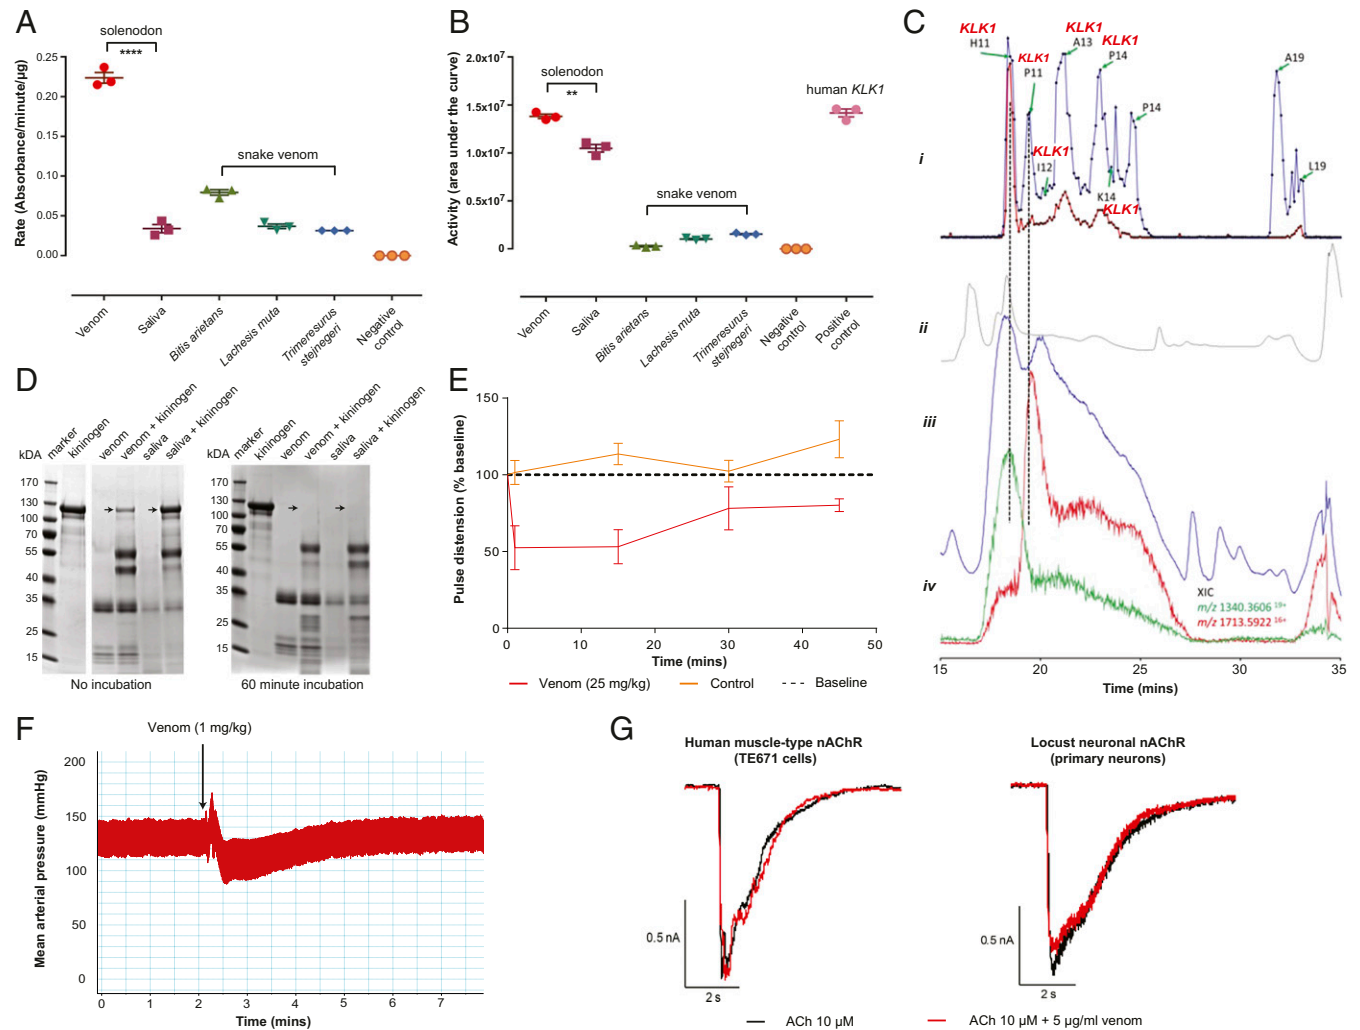 A
solenodon
****
snake venom
Rate (Absorbance/minute/µg)
0.25
0.20
0.15
0.10
0.05
0.00
Venom
Saliva
Bitis arietans
Lachesis muta
Trimeresurus
stejnegeri
Negative
control
B
solenodon
**
snake venom
human KLK1
Activity (area under the curve)
2.0x10⁷
1.5x10⁷
1.0x10⁷
0.5x10⁷
0
Venom
Saliva
Bitis arietans
Lachesis muta
Trimeresurus
stejnegeri
Negative
control
Positive
control
C
KLK1
H11
KLK1
P11
KLK1
A13
KLK1
P14
P14
KLK1
I12
K14
KLK1
A19
L19
i
ii
iii
iv
XIC
m/z 1340.3606 19+
m/z 1713.5922 16+
15
20
25
30
35
Time (mins)
D
kDA
marker
kininogen
venom
venom + kininogen
saliva
saliva + kininogen
170
130
100
70
55
40
35
25
15
No incubation
kDA
marker
kininogen
venom
venom + kininogen
saliva
saliva + kininogen
170
130
100
70
55
40
35
25
15
60 minute incubation
E
Pulse distension (% baseline)
150
100
50
0
0
10
20
30
40
50
Time (mins)
Venom (25 mg/kg)
Control
Baseline
F
Venom (1 mg/kg)
Mean arterial pressure (mmHg)
200
150
100
50
0
0
1
2
3
4
5
6
7
Time (mins)
G
Human muscle-type nAChR
(TE671 cells)
0.5 nA
2 s
Locust neuronal nAChR
(primary neurons)
0.5 nA
2 s
ACh 10 µM
ACh 10 µM + 5 µg/ml venom